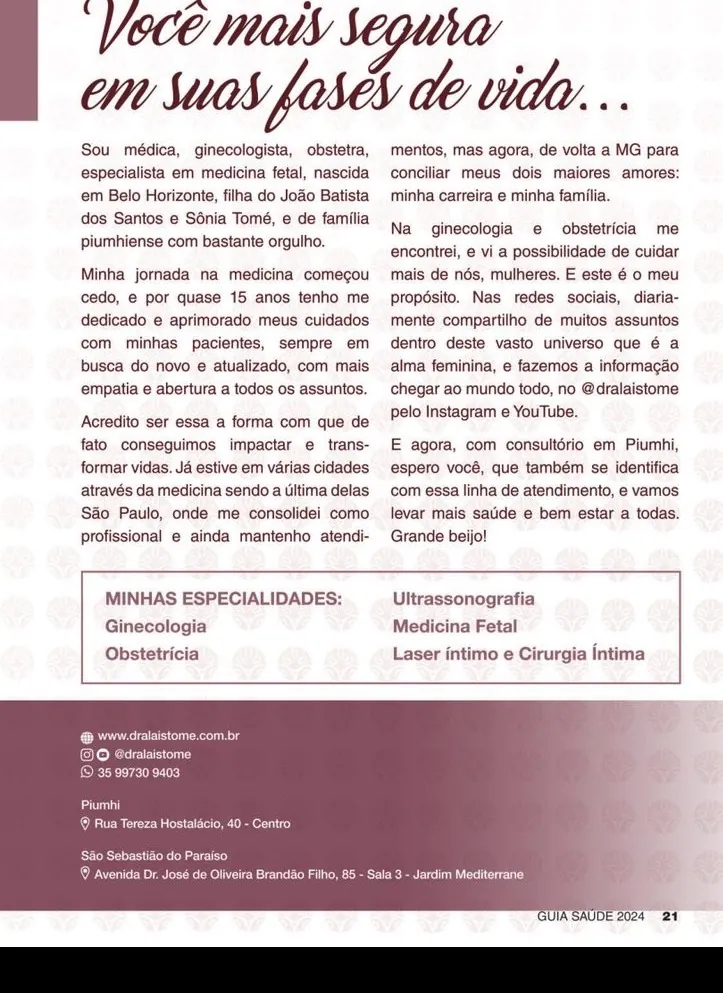 Você mais segura
em suas fases de vida...
Sou médica, ginecologista, obstetra,
especialista em medicina fetal, nascida
em Belo Horizonte, filha do João Batista
dos Santos e Sônia Tomé, e de família
piumhiense com bastante orgulho.
Minha jornada na medicina começou
cedo, e por quase 15 anos tenho me
dedicado e aprimorado meus cuidados
com minhas pacientes, sempre em
busca do novo e atualizado, com mais
empatia e abertura a todos os assuntos.
Acredito ser essa a forma com que de
fato conseguimos impactar e trans-
formar vidas. Já estive em várias cidades
através da medicina sendo a última delas
São Paulo, onde me consolidei como
profissional e ainda mantenho atendi-
mentos, mas agora, de volta a MG para
conciliar meus dois maiores amores:
minha carreira e minha família.
Na ginecologia e obstetrícia me
encontrei, e vi a possibilidade de cuidar
mais de nós, mulheres. E este é o meu
propósito. Nas redes sociais, diaria-
mente compartilho de muitos assuntos
dentro deste vasto universo que é a
alma feminina, e fazemos a informação
chegar ao mundo todo, no @dralaistome
pelo Instagram e YouTube.
E agora, com consultório em Piumhi,
espero você, que também se identifica
com essa linha de atendimento, e vamos
levar mais saúde e bem estar a todas.
Grande beijo!
MINHAS ESPECIALIDADES:
Ginecologia
Obstetrícia
Ultrassonografia
Medicina Fetal
Laser íntimo e Cirurgia Íntima
www.dralaistome.com.br
@dralaistome
35 99730 9403
Piumhi
Rua Tereza Hostalácio, 40 - Centro
São Sebastião do Paraíso
Avenida Dr. José de Oliveira Brandão Filho, 85 - Sala 3 - Jardim Mediterrane
GUIA SAÚDE 2024 21